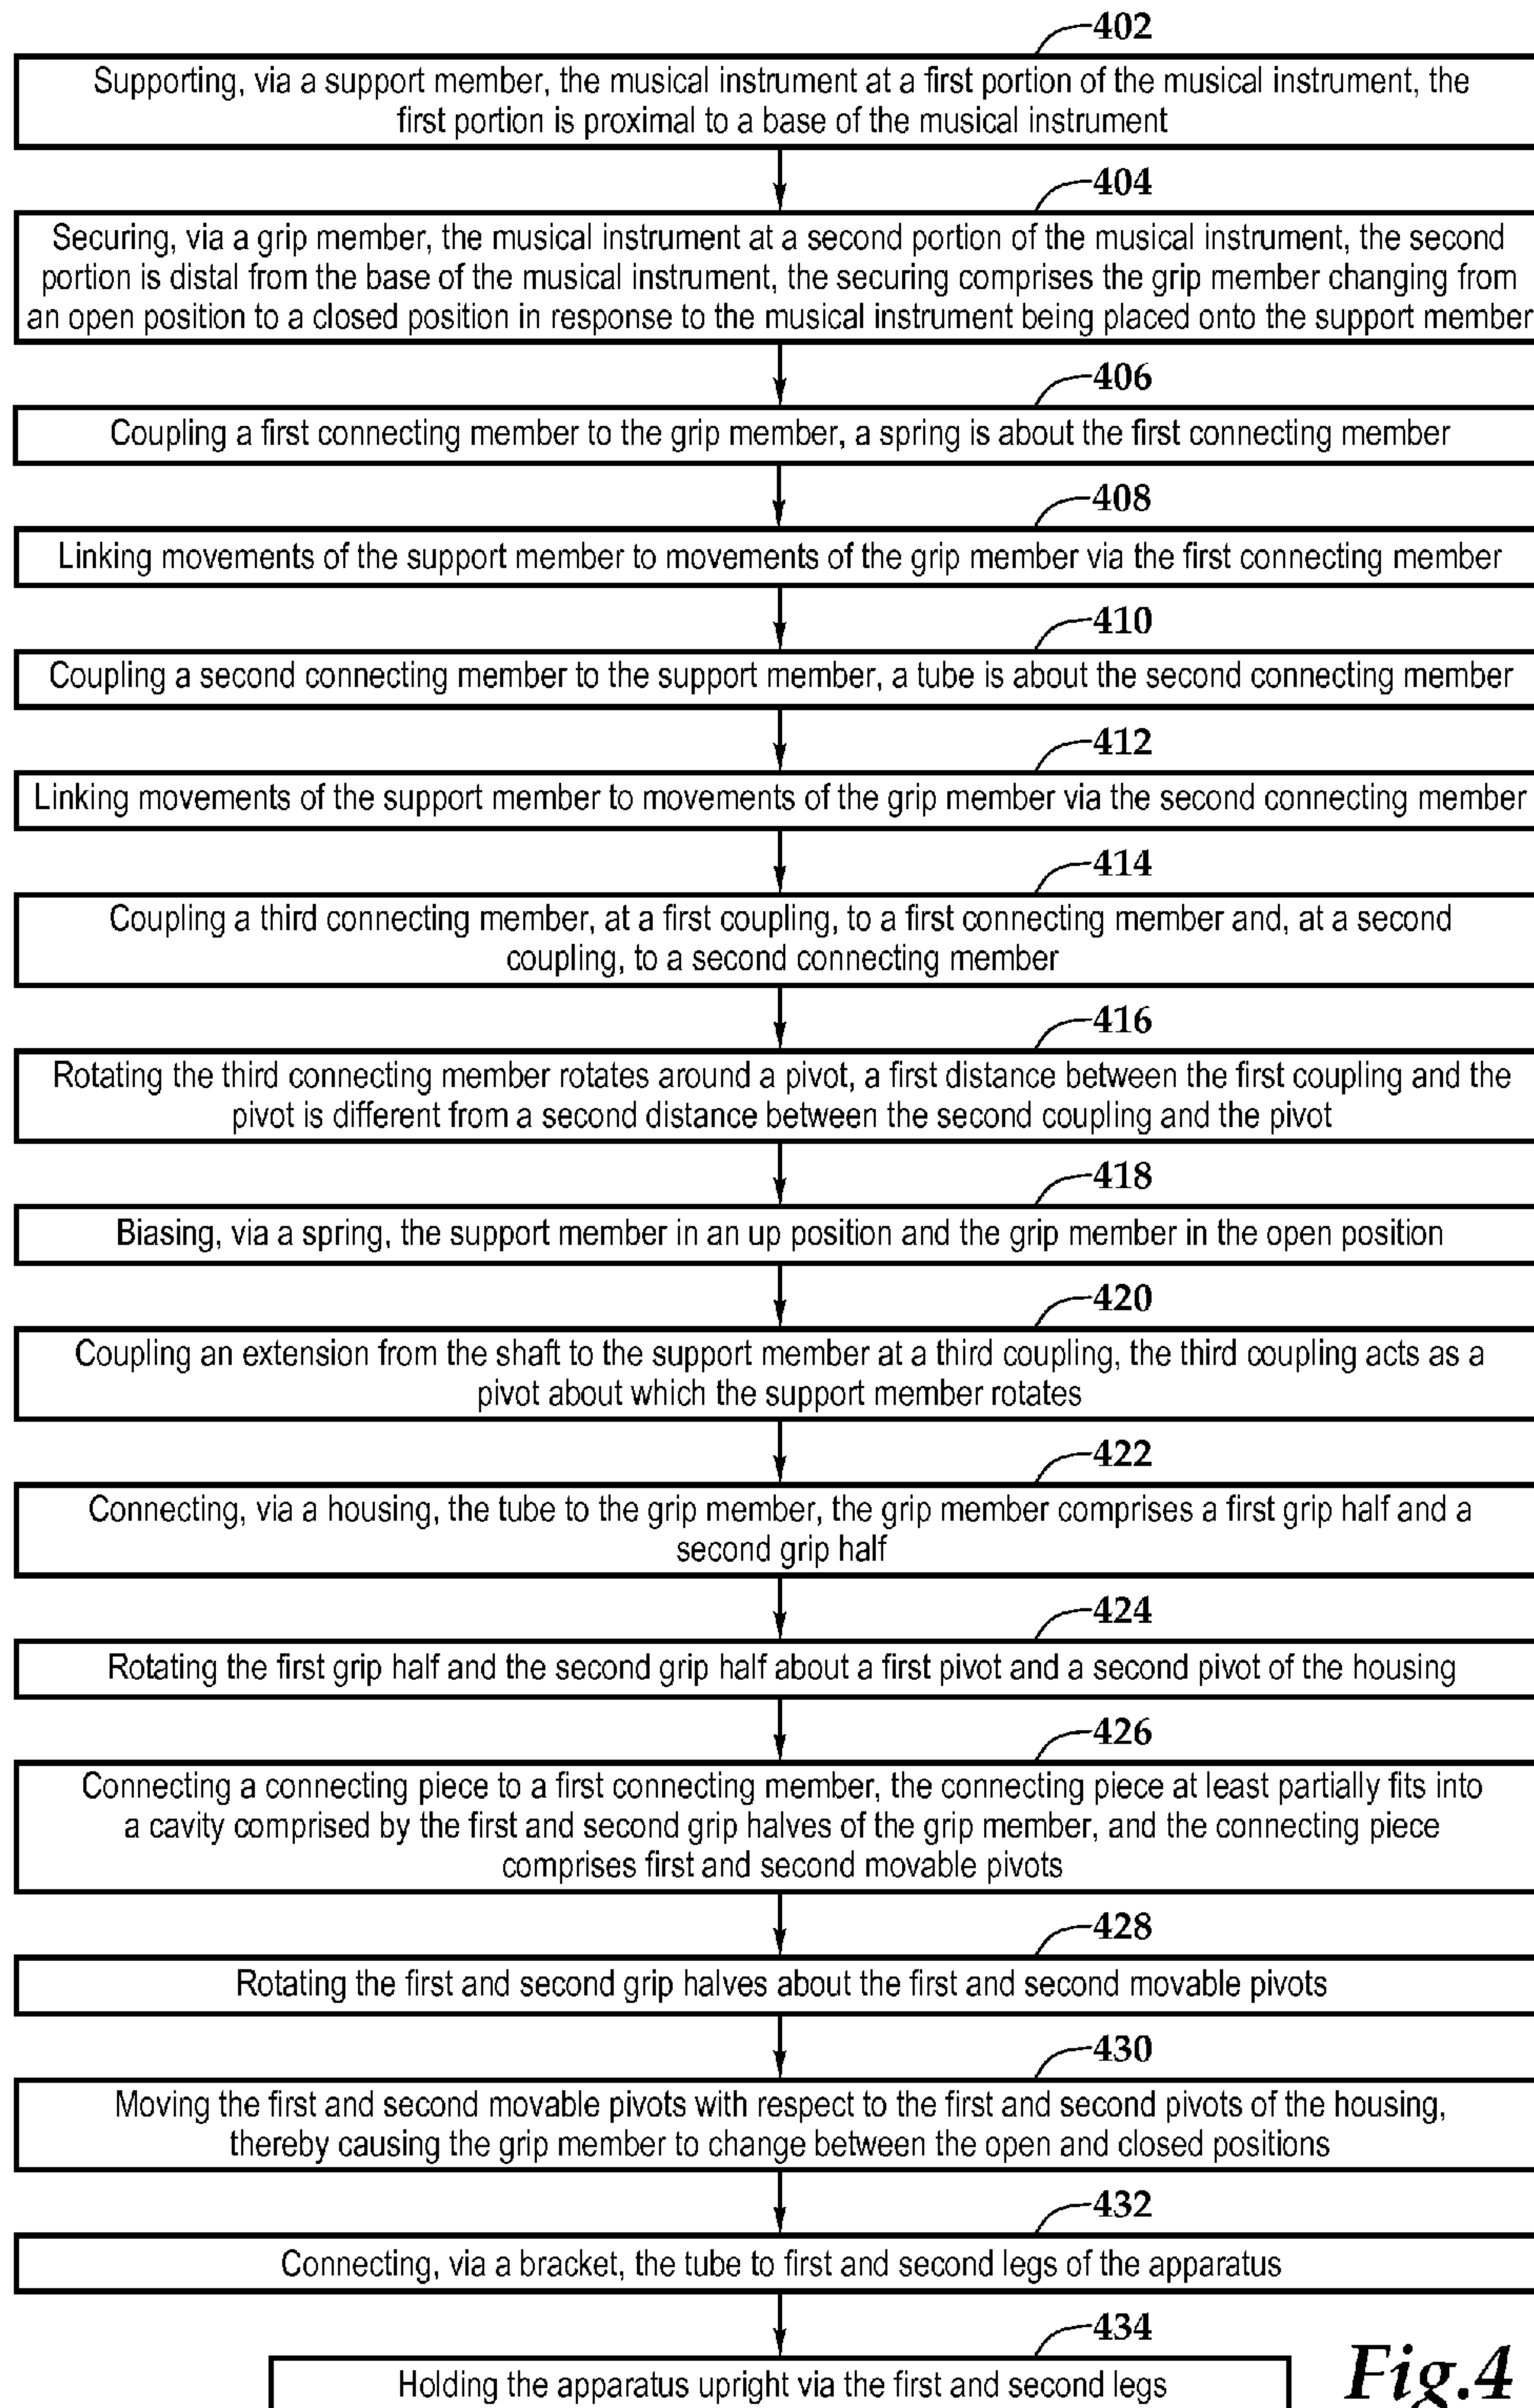 402
Supporting, via a support member, the musical instrument at a first portion of the musical instrument, the
first portion is proximal to a base of the musical instrument
404
Securing, via a grip member, the musical instrument at a second portion of the musical instrument, the second
portion is distal from the base of the musical instrument, the securing comprises the grip member changing from
an open position to a closed position in response to the musical instrument being placed onto the support member
406
Coupling a first connecting member to the grip member, a spring is about the first connecting member
408
Linking movements of the support member to movements of the grip member via the first connecting member
410
Coupling a second connecting member to the support member, a tube is about the second connecting member
412
Linking movements of the support member to movements of the grip member via the second connecting member
414
Coupling a third connecting member, at a first coupling, to a first connecting member and, at a second
coupling, to a second connecting member
416
Rotating the third connecting member rotates around a pivot, a first distance between the first coupling and the
pivot is different from a second distance between the second coupling and the pivot
418
Biasing, via a spring, the support member in an up position and the grip member in the open position
420
Coupling an extension from the shaft to the support member at a third coupling, the third coupling acts as a
pivot about which the support member rotates
422
Connecting, via a housing, the tube to the grip member, the grip member comprises a first grip half and a
second grip half
424
Rotating the first grip half and the second grip half about a first pivot and a second pivot of the housing
426
Connecting a connecting piece to a first connecting member, the connecting piece at least partially fits into
a cavity comprised by the first and second grip halves of the grip member, and the connecting piece
comprises first and second movable pivots
428
Rotating the first and second grip halves about the first and second movable pivots
430
Moving the first and second movable pivots with respect to the first and second pivots of the housing,
thereby causing the grip member to change between the open and closed positions
432
Connecting, via a bracket, the tube to first and second legs of the apparatus
434
Holding the apparatus upright via the first and second legs
Fig.4